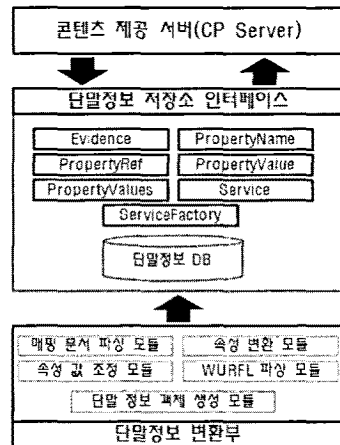 콘텐츠 제공 서버(CP Server)
단말정보 저장소 인터페이스
Evidence PropertyName
PropertyRef PropertyValue
PropertyValues Service
ServiceFactory
단말정보 DB
매핑 문서 파싱 모듈 속성 변환 모듈
속성 값 조정 모듈 WURFL 파상 모듈
단말 정보 객체 생성 모듈
단말정보 변환부